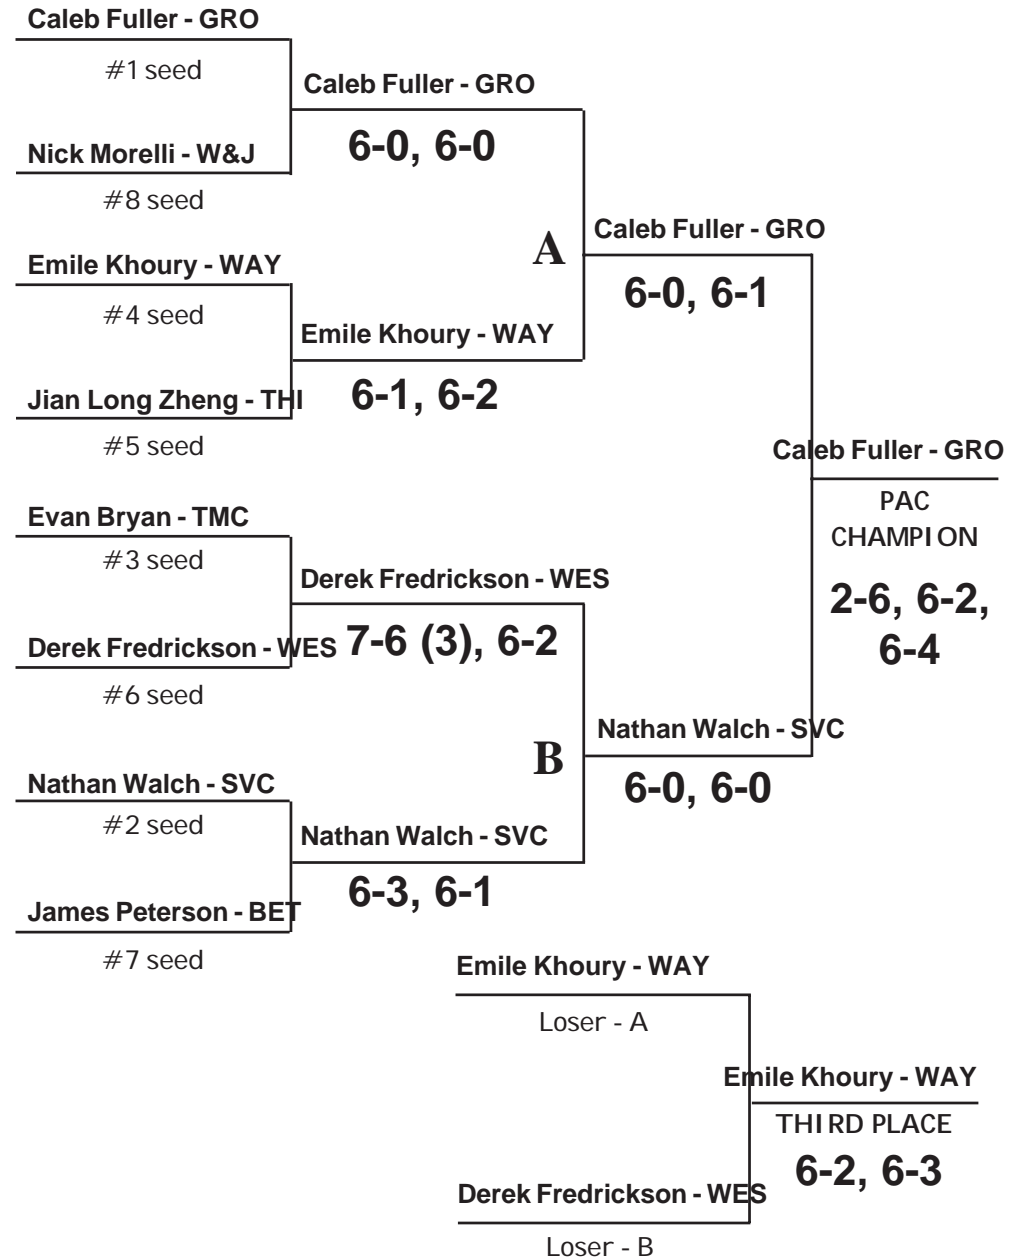 Caleb Fuller - GRO
#1 seed
Caleb Fuller - GRO
6-0, 6-0
Nick Morelli - W&J
#8 seed
Caleb Fuller - GRO
A
6-0, 6-1
Emile Khoury - WAY
#4 seed
Emile Khoury - WAY
6-1, 6-2
Jian Long Zheng - THI
#5 seed
Caleb Fuller - GRO
PAC
CHAMPION
2-6, 6-2,
6-4
Evan Bryan - TMC
#3 seed
Derek Fredrickson - WES
7-6 (3), 6-2
Derek Fredrickson - WES
#6 seed
Nathan Walch - SVC
B
6-0, 6-0
Nathan Walch - SVC
#2 seed
Nathan Walch - SVC
6-3, 6-1
James Peterson - BET
#7 seed
Emile Khoury - WAY
Loser - A
Emile Khoury - WAY
THIRD PLACE
6-2, 6-3
Derek Fredrickson - WES
Loser - B